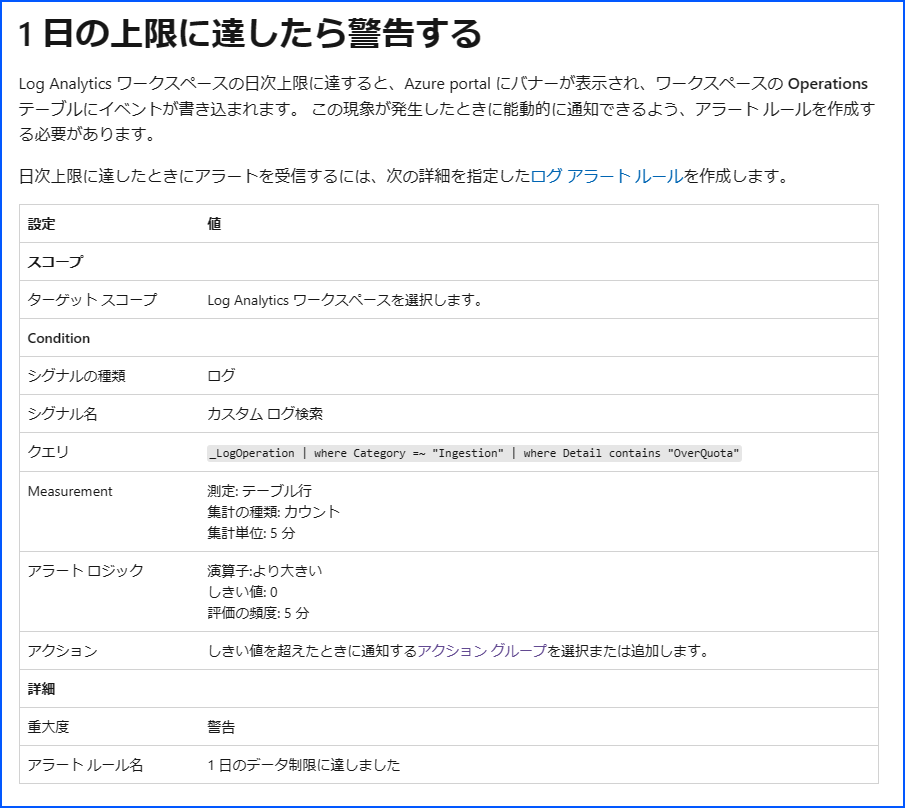 1 日の上限に達したら警告する
Log Analytics ワークスペースの日次上限に達すると、Azure portal にバナーが表示され、ワークスペースの Operations
テーブルにイベントが書き込まれます。 この現象が発生したときに能動的に通知できるよう、アラート ルールを作成す
る必要があります。
日次上限に達したときにアラートを受信するには、次の詳細を指定したログ アラート ルールを作成します。
設定 値
スコープ
ターゲット スコープ Log Analytics ワークスペースを選択します。
Condition
シグナルの種類 ログ
シグナル名 カスタム ログ検索
クエリ _LogOperation | where Category =~ "Ingestion" | where Detail contains "OverQuota"
Measurement 測定: テーブル行
集計の種類: カウント
集計単位: 5 分
アラート ロジック 演算子:より大きい
しきい値: 0
評価の頻度: 5 分
アクション しきい値を超えたときに通知するアクション グループを選択または追加します。
詳細
重大度 警告
アラート ルール名 1 日のデータ制限に達しました